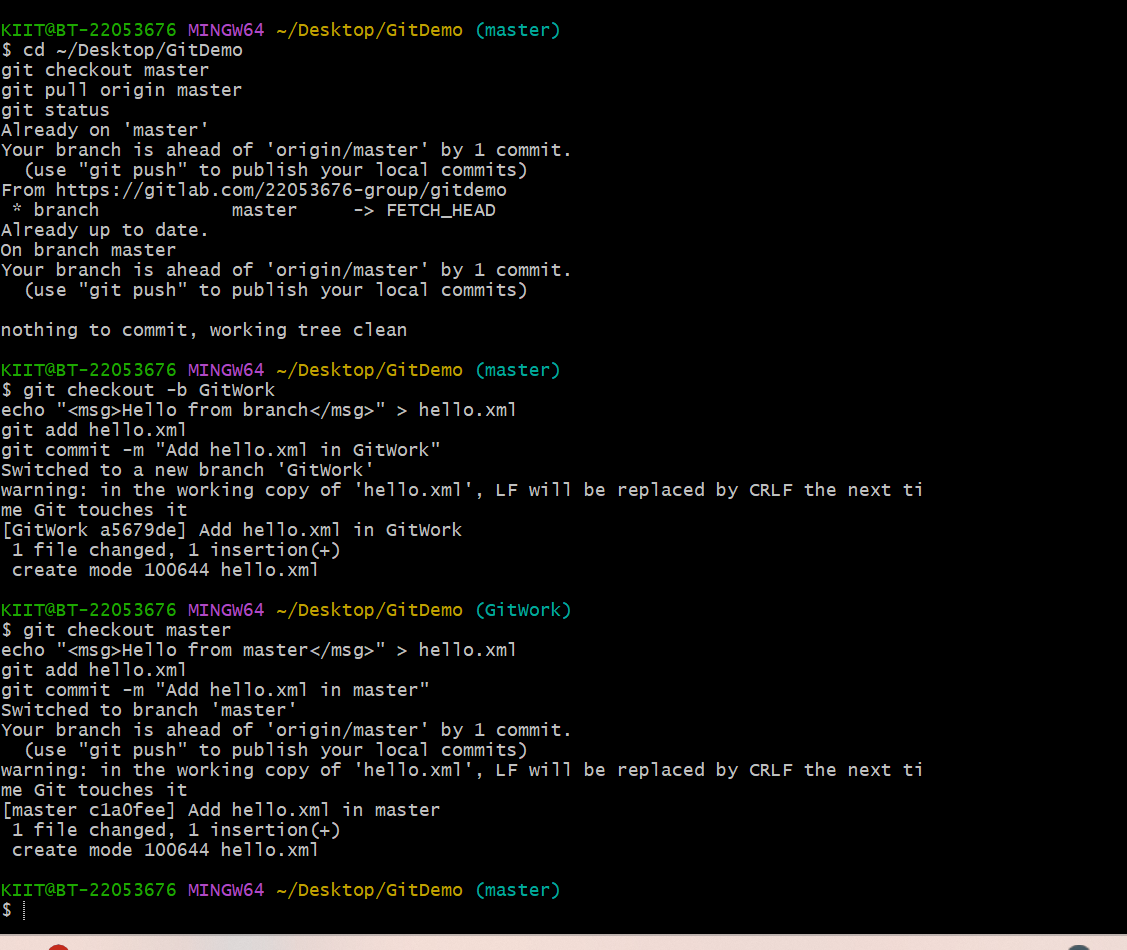 KIIT@BT-22053676 MINGW64 ~/Desktop/GitDemo (master)
$ cd ~/Desktop/GitDemo
git checkout master
git pull origin master
git status
Already on 'master'
Your branch is ahead of 'origin/master' by 1 commit.
  (use "git push" to publish your local commits)
From https://gitlab.com/22053676-group/gitdemo
 * branch            master     -> FETCH_HEAD
Already up to date.
On branch master
Your branch is ahead of 'origin/master' by 1 commit.
  (use "git push" to publish your local commits)

nothing to commit, working tree clean

KIIT@BT-22053676 MINGW64 ~/Desktop/GitDemo (master)
$ git checkout -b GitWork
echo "<msg>Hello from branch</msg>" > hello.xml
git add hello.xml
git commit -m "Add hello.xml in GitWork"
Switched to a new branch 'GitWork'
warning: in the working copy of 'hello.xml', LF will be replaced by CRLF the next ti
me Git touches it
[GitWork a5679de] Add hello.xml in GitWork
 1 file changed, 1 insertion(+)
 create mode 100644 hello.xml

KIIT@BT-22053676 MINGW64 ~/Desktop/GitDemo (GitWork)
$ git checkout master
echo "<msg>Hello from master</msg>" > hello.xml
git add hello.xml
git commit -m "Add hello.xml in master"
Switched to branch 'master'
Your branch is ahead of 'origin/master' by 1 commit.
  (use "git push" to publish your local commits)
warning: in the working copy of 'hello.xml', LF will be replaced by CRLF the next ti
me Git touches it
[master c1a0fee] Add hello.xml in master
 1 file changed, 1 insertion(+)
 create mode 100644 hello.xml

KIIT@BT-22053676 MINGW64 ~/Desktop/GitDemo (master)
$